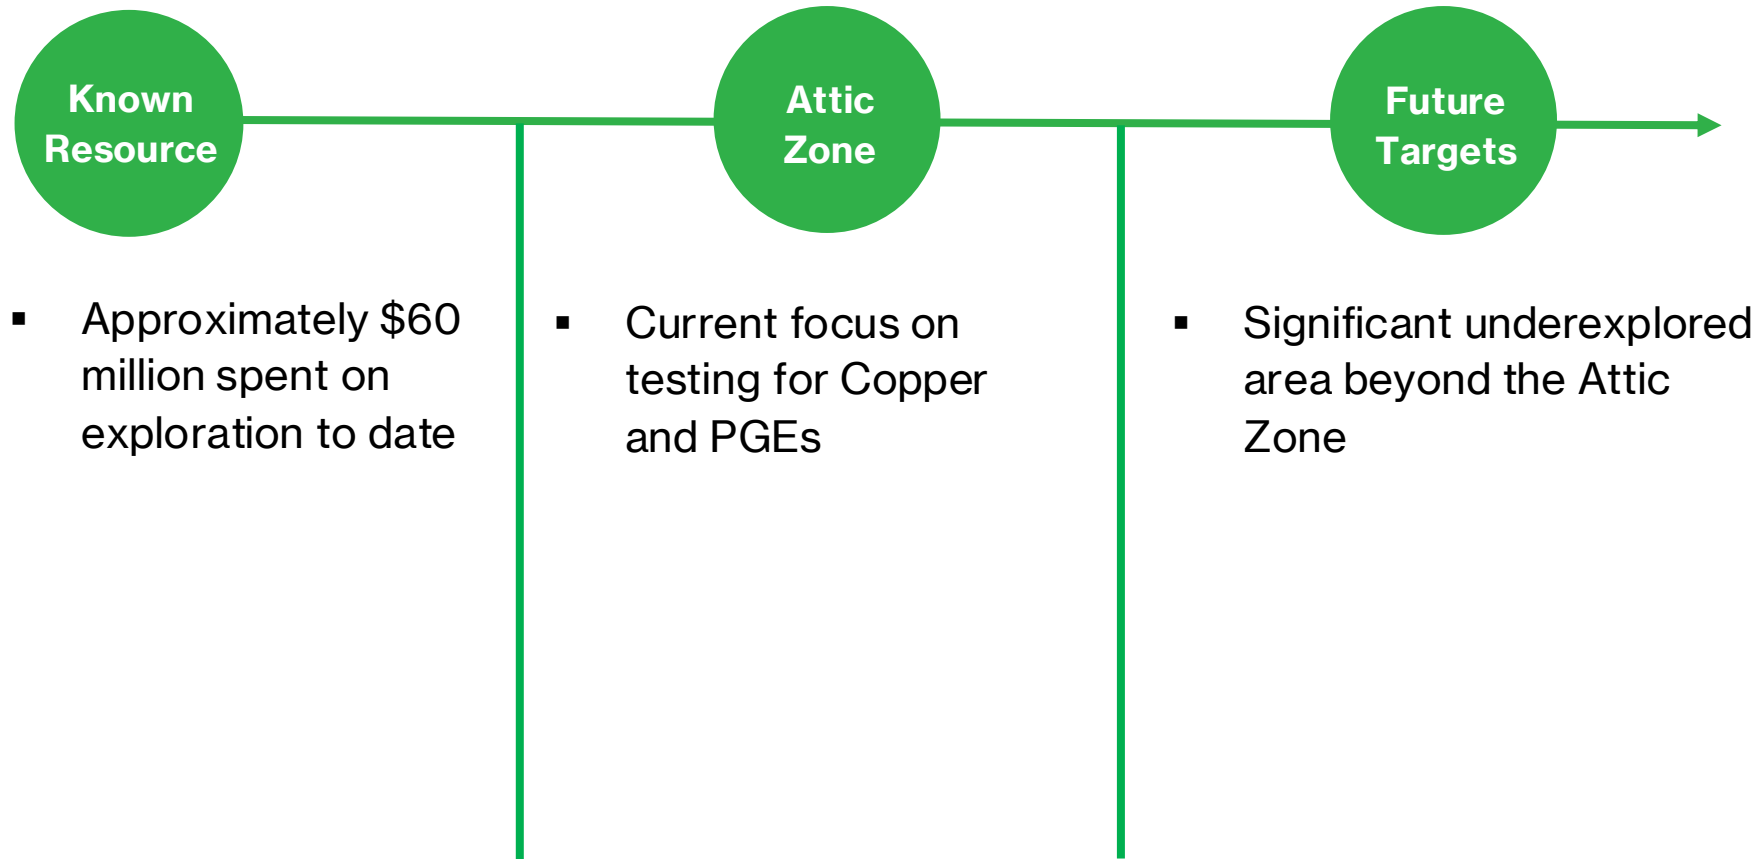 Known
Resource
Attic
Zone
Future
Targets
▪ Approximately $60
million spent on
exploration to date
▪ Current focus on
testing for Copper
and PGEs
▪ Significant underexplored
area beyond the Attic
Zone